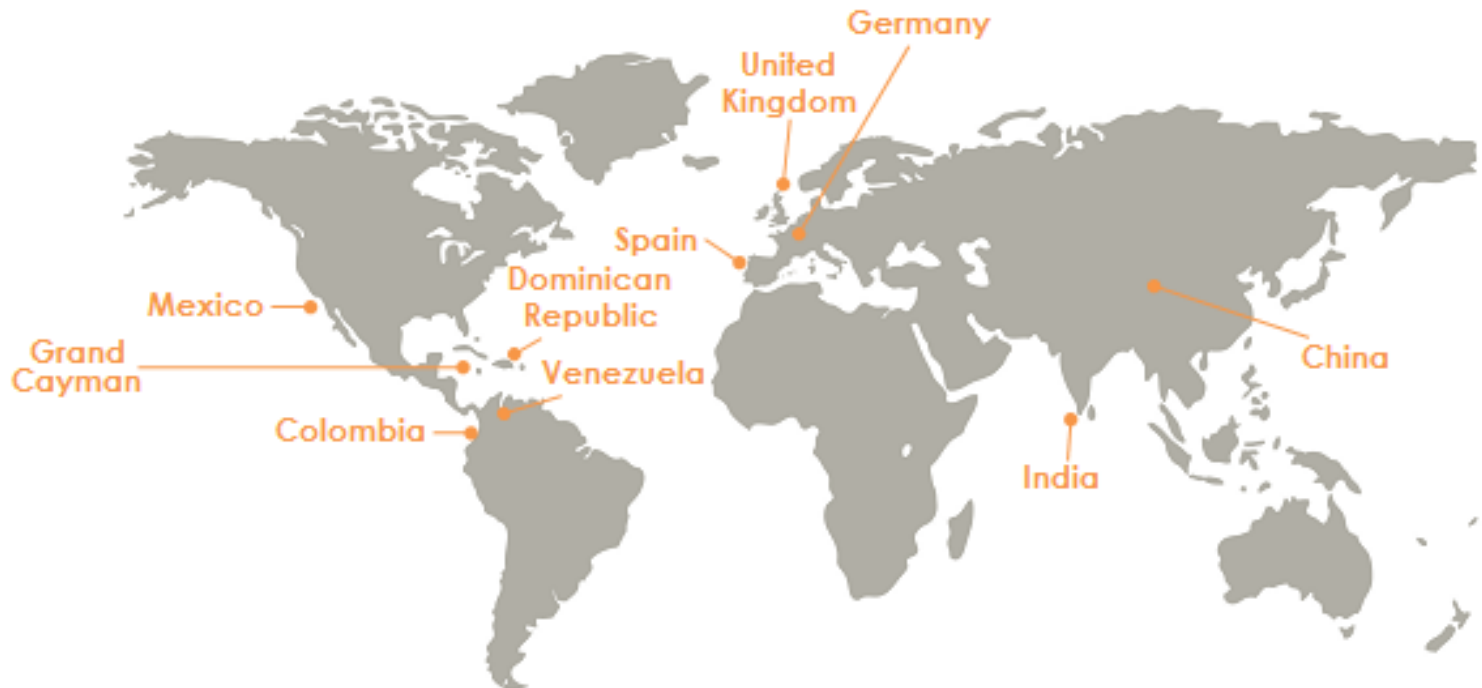 Germany
United
Kingdom
Spain
Dominican
Republic
Mexico
Grand
Cayman
Venezuela
China
Colombia
India